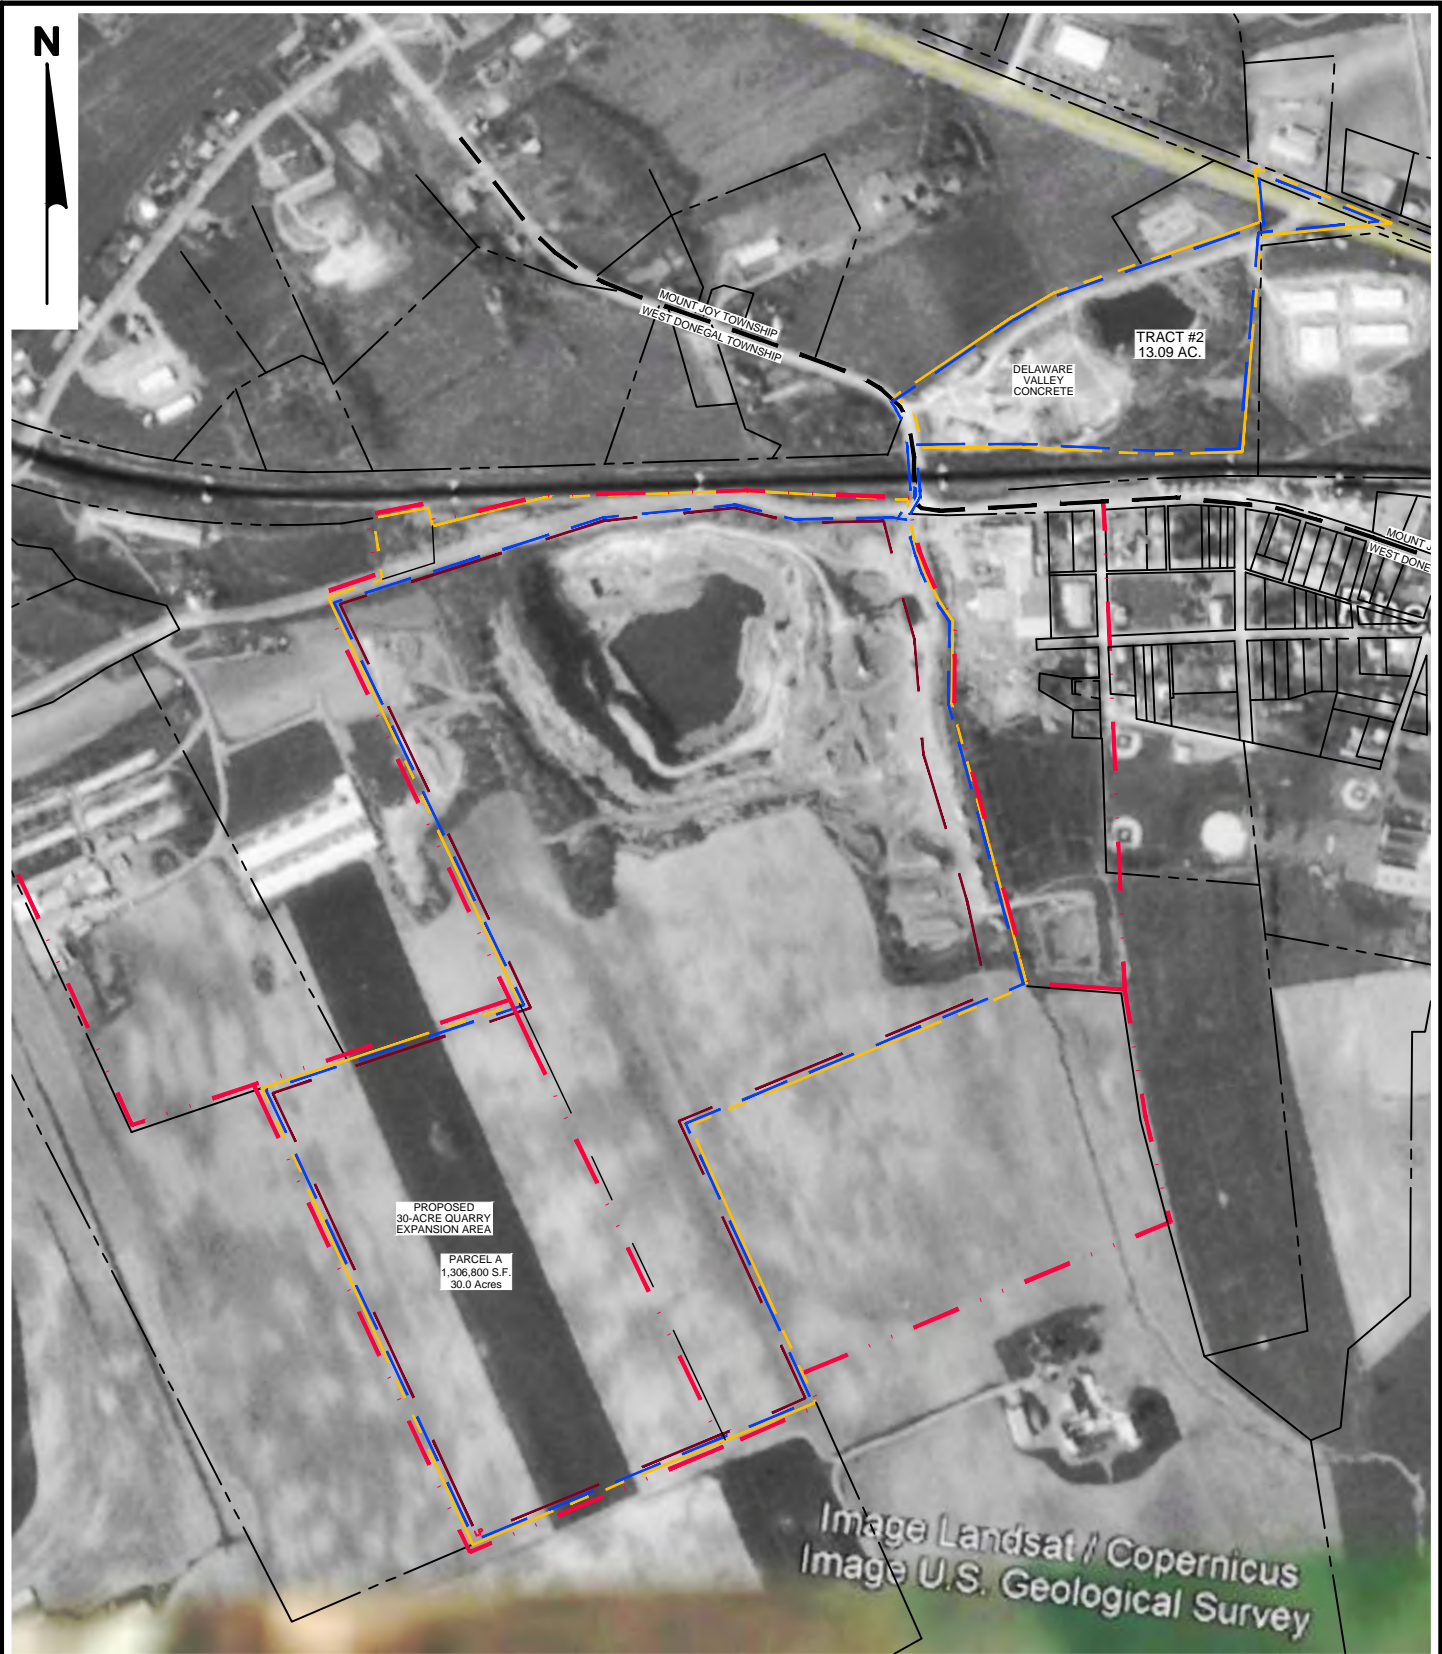 N
MOUNT JOY TOWNSHIP
WEST DONEGAL TOWNSHIP
TRACT #2
13.09 AC.
DELAWARE
VALLEY
CONCRETE
MOUNT J
WEST DONE
PROPOSED
30-ACRE QUARRY
EXPANSION AREA
PARCEL A
1,306,800 S.F.
30.0 Acres
Image Landsat / Copernicus
Image U.S. Geological Survey